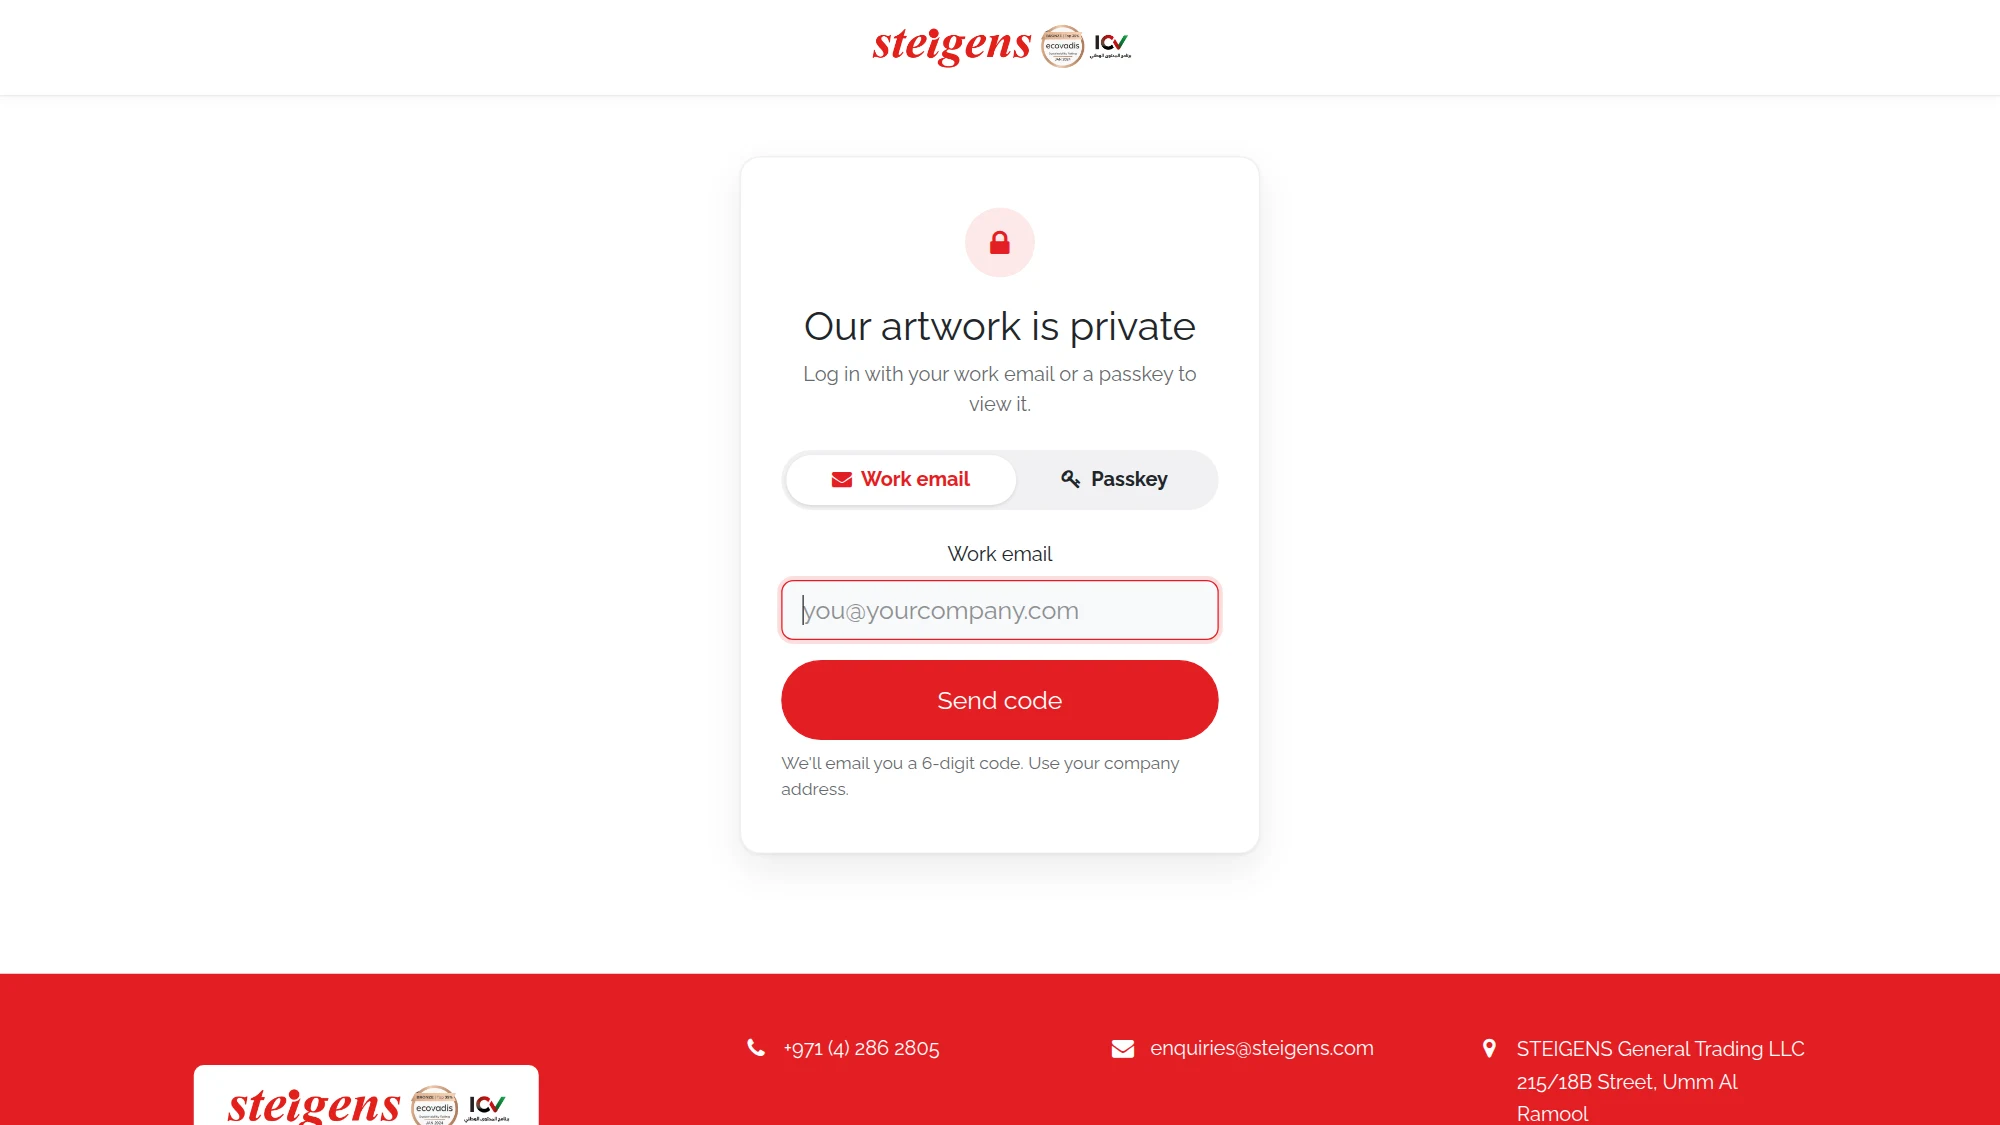 steigens
ecovadis
ICV
Our artwork is private
Log in with your work email or a passkey to
view it.
Work email
Passkey
Work email
you@yourcompany.com
Send code
We'll email you a 6-digit code. Use your company
address.
+971 (4) 286 2805
enquiries@steigens.com
STEIGENS General Trading LLC
215/18B Street, Umm Al
Ramool
steigens
ecovadis
ICV